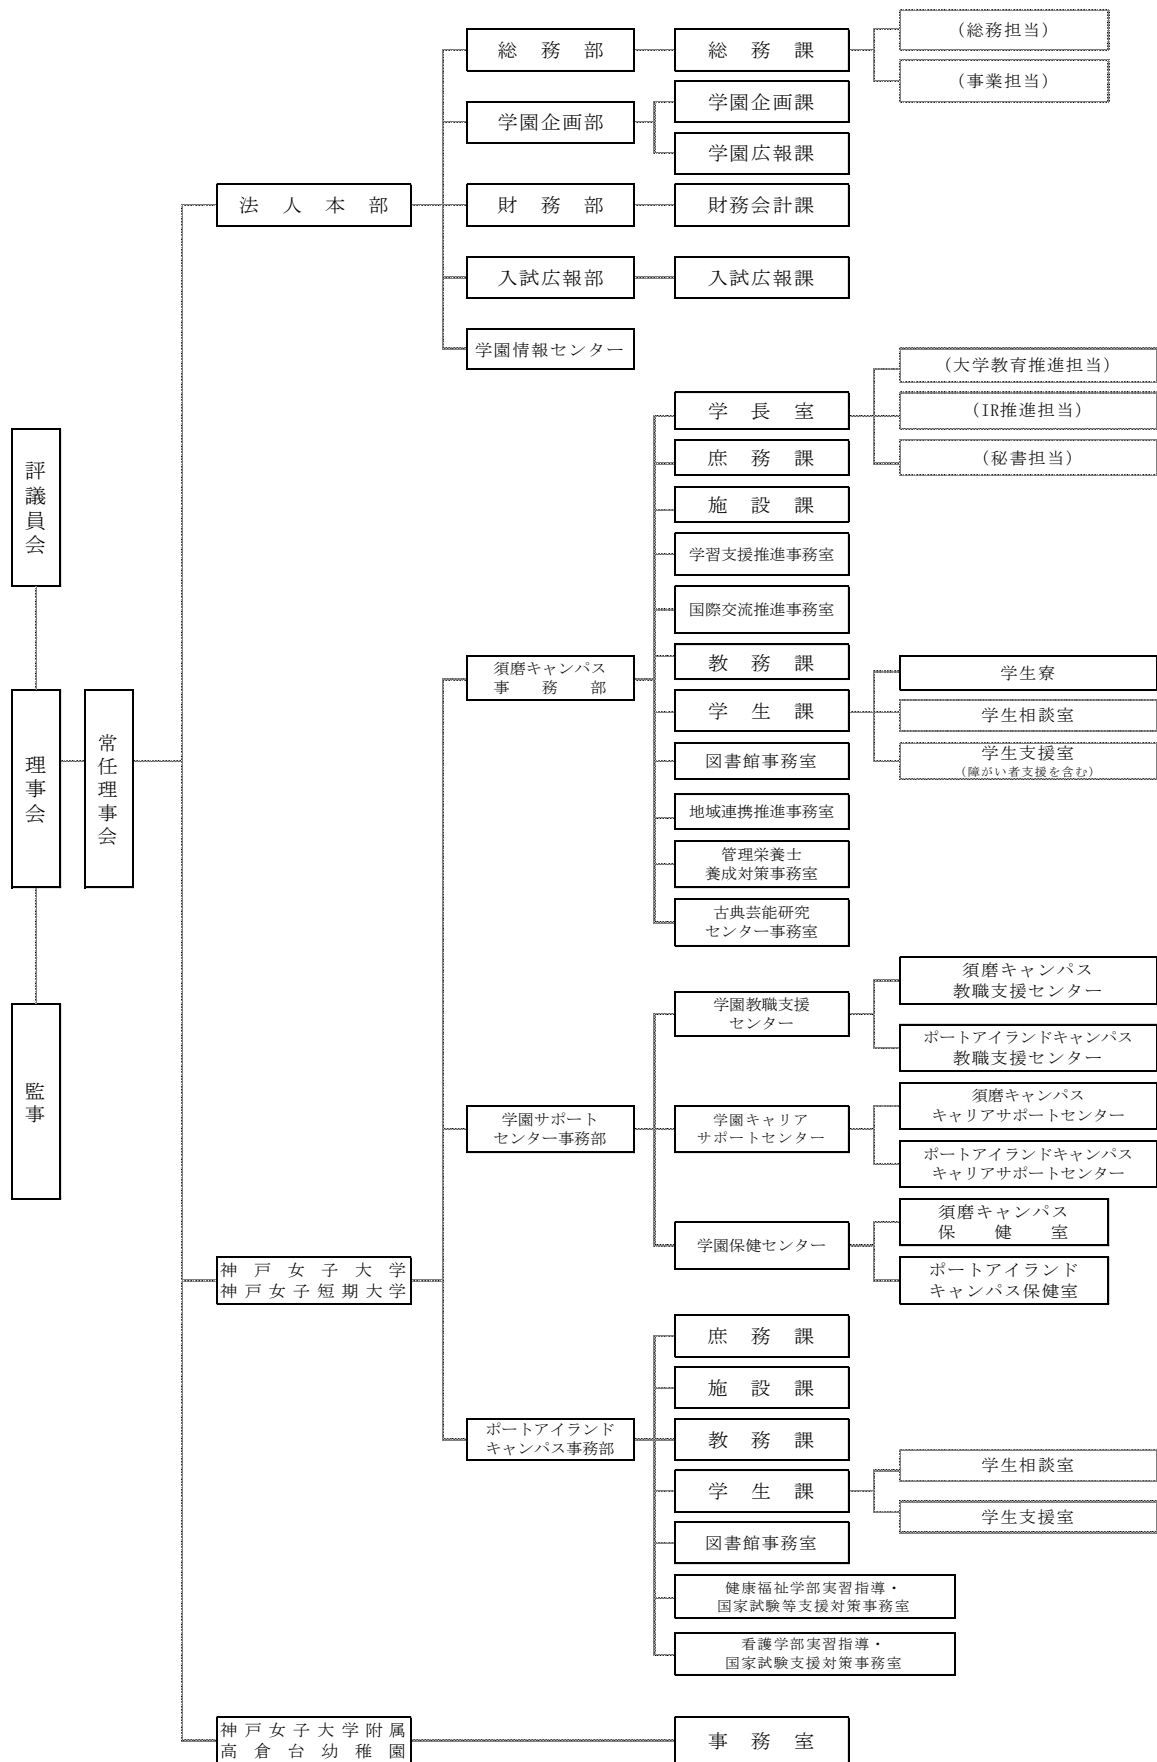 評議員会
理事会
監事
常任理事会
法人本部
総務部
総務課
（総務担当）
（事業担当）
学園企画部
学園企画課
学園広報課
財務部
財務会計課
入試広報部
入試広報課
学園情報センター
神戸女子大学
神戸女子短期大学
須磨キャンパス
事務部
学長室
（大学教育推進担当）
（IR推進担当）
（秘書担当）
庶務課
施設課
学習支援推進事務室
国際交流推進事務室
教務課
学生課
学生寮
学生相談室
学生支援室
（障がい者支援を含む）
図書館事務室
地域連携推進事務室
管理栄養士
養成対策事務室
古典芸能研究
センター事務室
学園サポート
センター事務部
学園教職支援
センター
須磨キャンパス
教職支援センター
ポートアイランドキャンパス
教職支援センター
学園キャリア
サポートセンター
須磨キャンパス
キャリアサポートセンター
ポートアイランドキャンパス
キャリアサポートセンター
学園保健センター
須磨キャンパス
保健室
ポートアイランド
キャンパス保健室
ポートアイランド
キャンパス事務部
庶務課
施設課
教務課
学生課
学生相談室
学生支援室
図書館事務室
健康福祉学部実習指導・
国家試験等支援対策事務室
看護学部実習指導・
国家試験支援対策事務室
神戸女子大学附属
高倉台幼稚園
事務室